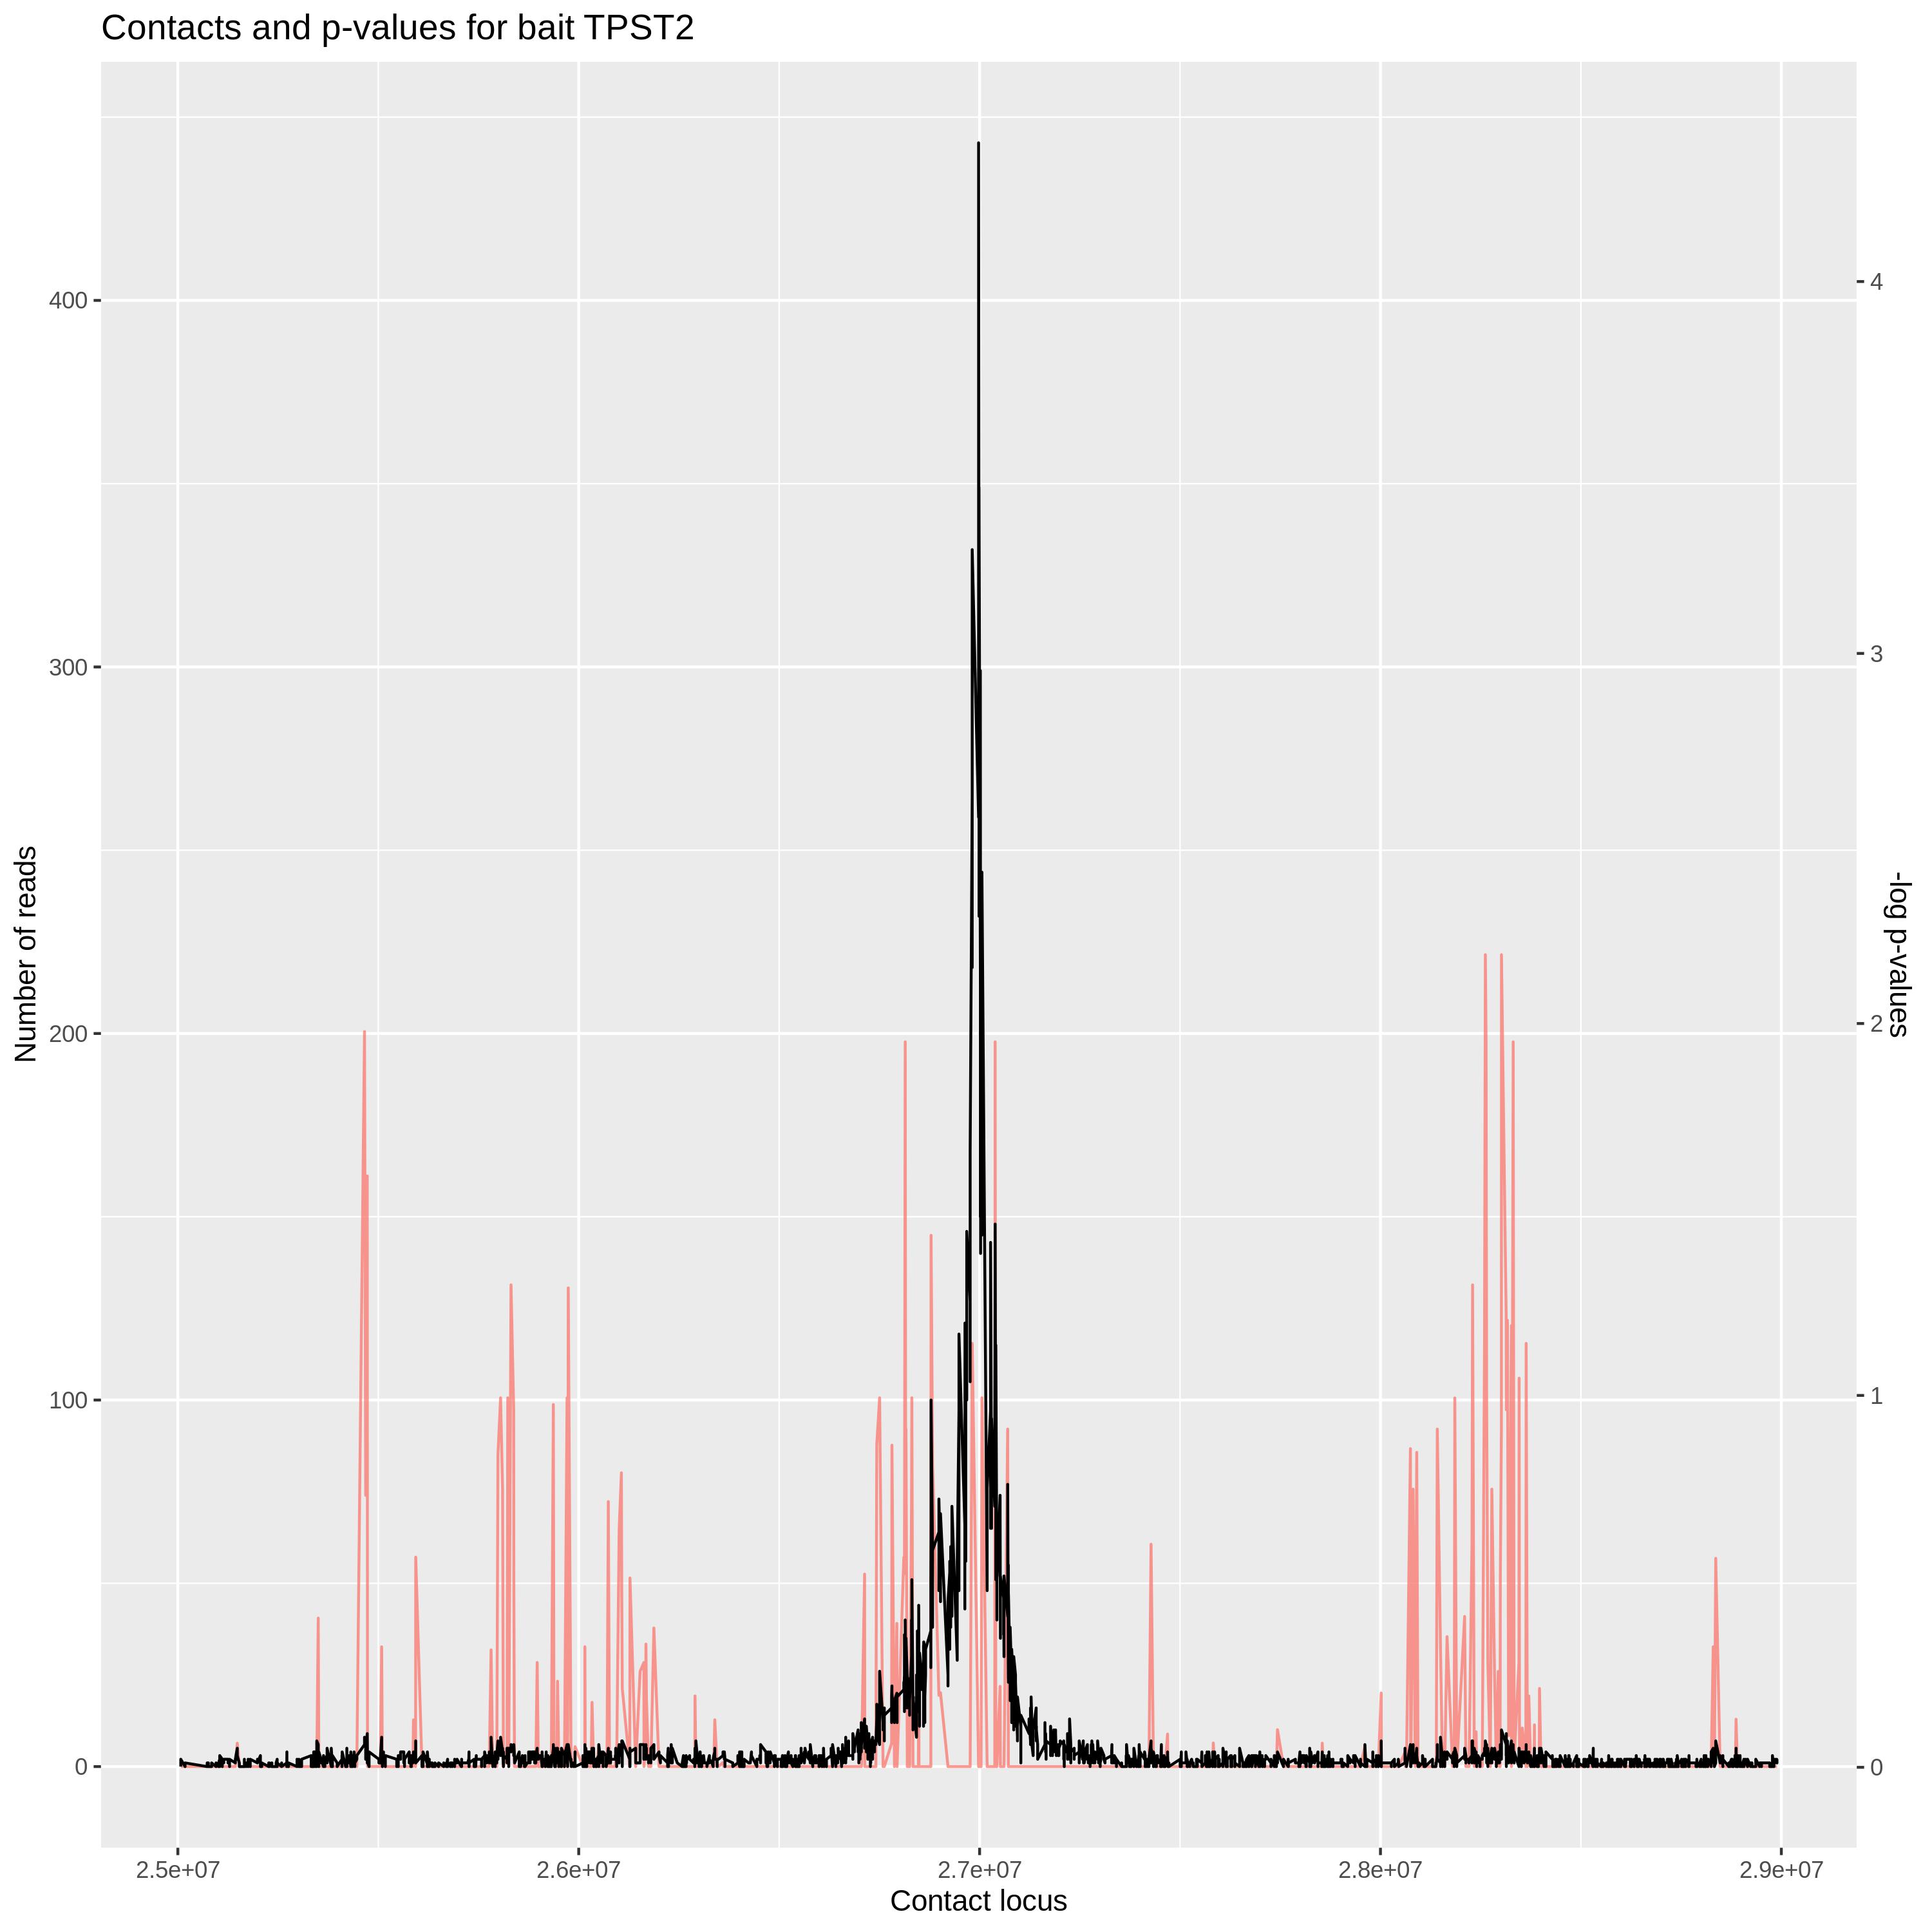 Contacts and p-values for bait TPST2
Number of reads
400
300
200
100
0
4
3
2
1
0
-log p-values
2.5e+07
2.6e+07
2.7e+07
2.8e+07
2.9e+07
Contact locus